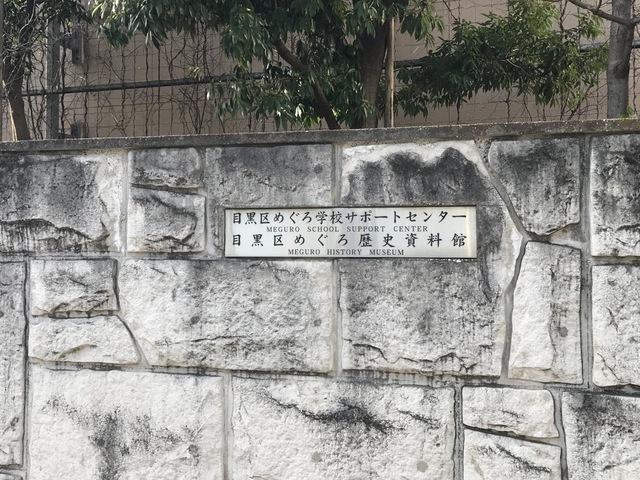 目黒区めぐろ学校サポートセンター
MEGURO SCHOOL SUPPORT CENTER
目黒区めぐろ歴史資料館
MEGURO HISTORY MUSEUM